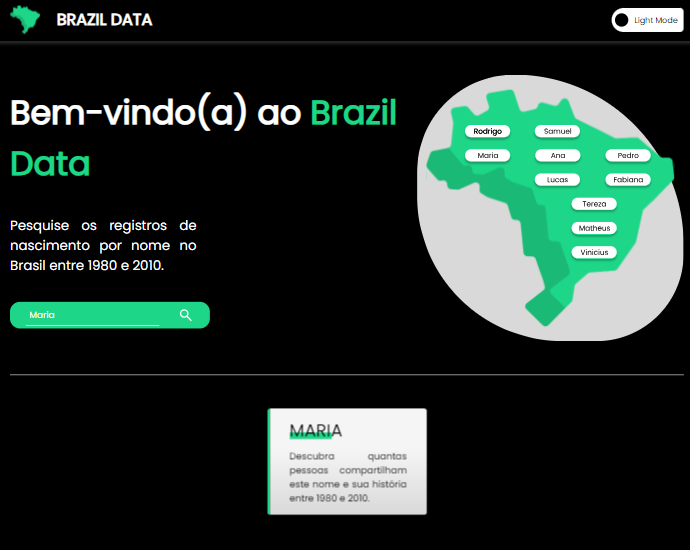 BRAZIL DATA
Light Mode
Bem-vindo(a) ao Brazil
Data
Pesquise os registros de
nascimento por nome no
Brasil entre 1980 e 2010.
Maria
Rodrigo
Samuel
Maria
Ana
Pedro
Lucas
Fabiana
Tereza
Matheus
Vinicius
MARIA
Descubra quantas
pessoas compartilham
este nome e sua história
entre 1980 e 2010.